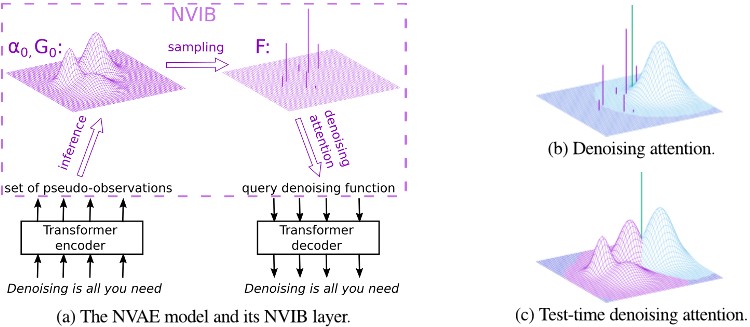 NVIB
α₀,G₀:
sampling
F:
inference
denoising
attention
set of pseudo-observations
query denoising function
Transformer
encoder
Transformer
decoder
Denoising is all you need
Denoising is all you need
(a) The NVAE model and its NVIB layer.
(b) Denoising attention.
(c) Test-time denoising attention.